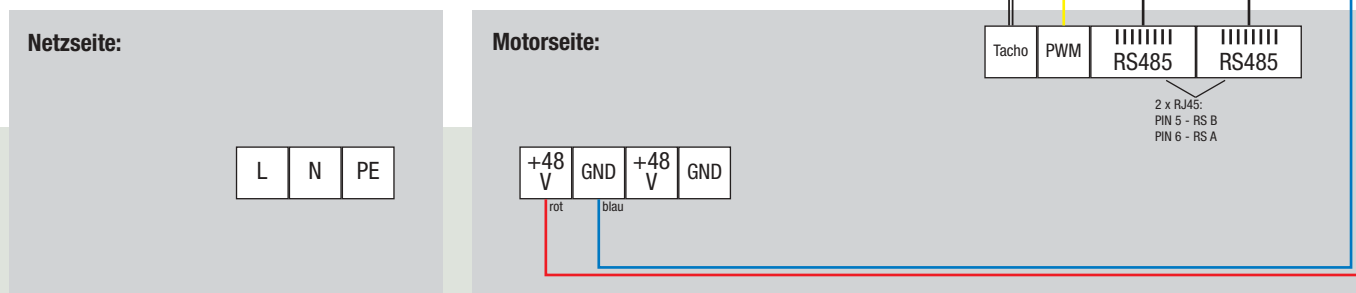 Netzseite:
L N PE
Motorseite:
Tacho PWM RS485 RS485
2 x RJ45:
PIN 5 - RS B
PIN 6 - RS A
+48 V GND +48 V GND
rot blau